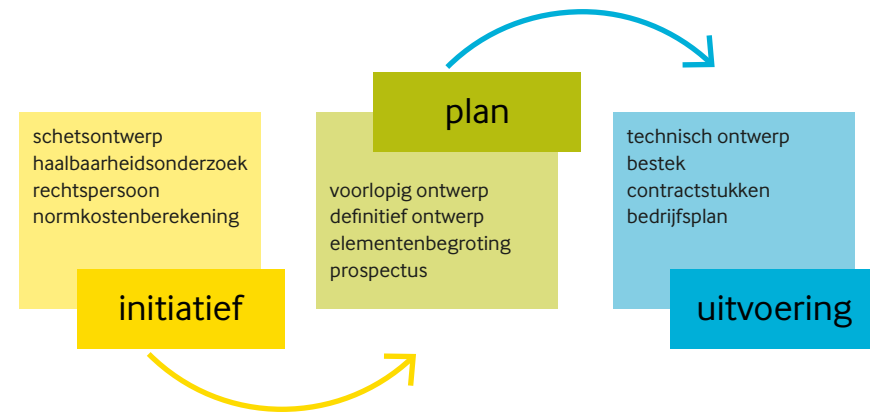 schetsontwerp
haalbaarheidsonderzoek
rechtspersoon
normkostenberekening
initiatief
plan
voorlopig ontwerp
definitief ontwerp
elementenbegroting
prospectus
technisch ontwerp
bestek
contractstukken
bedrijfsplan
uitvoering